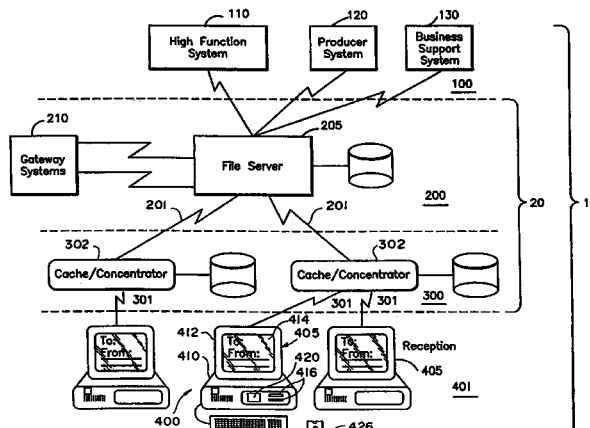 110
120
130
High Function
System
Producer
System
Business
Support
System
100
210
205
Gateway
Systems
File Server
201
201
200
20
302
302
Cache/Concentrator
Cache/Concentrator
301
301
301
300
412
414
405
410
420
416
To:
From:
To:
From:
To:
From:
Reception
405
401
400
426